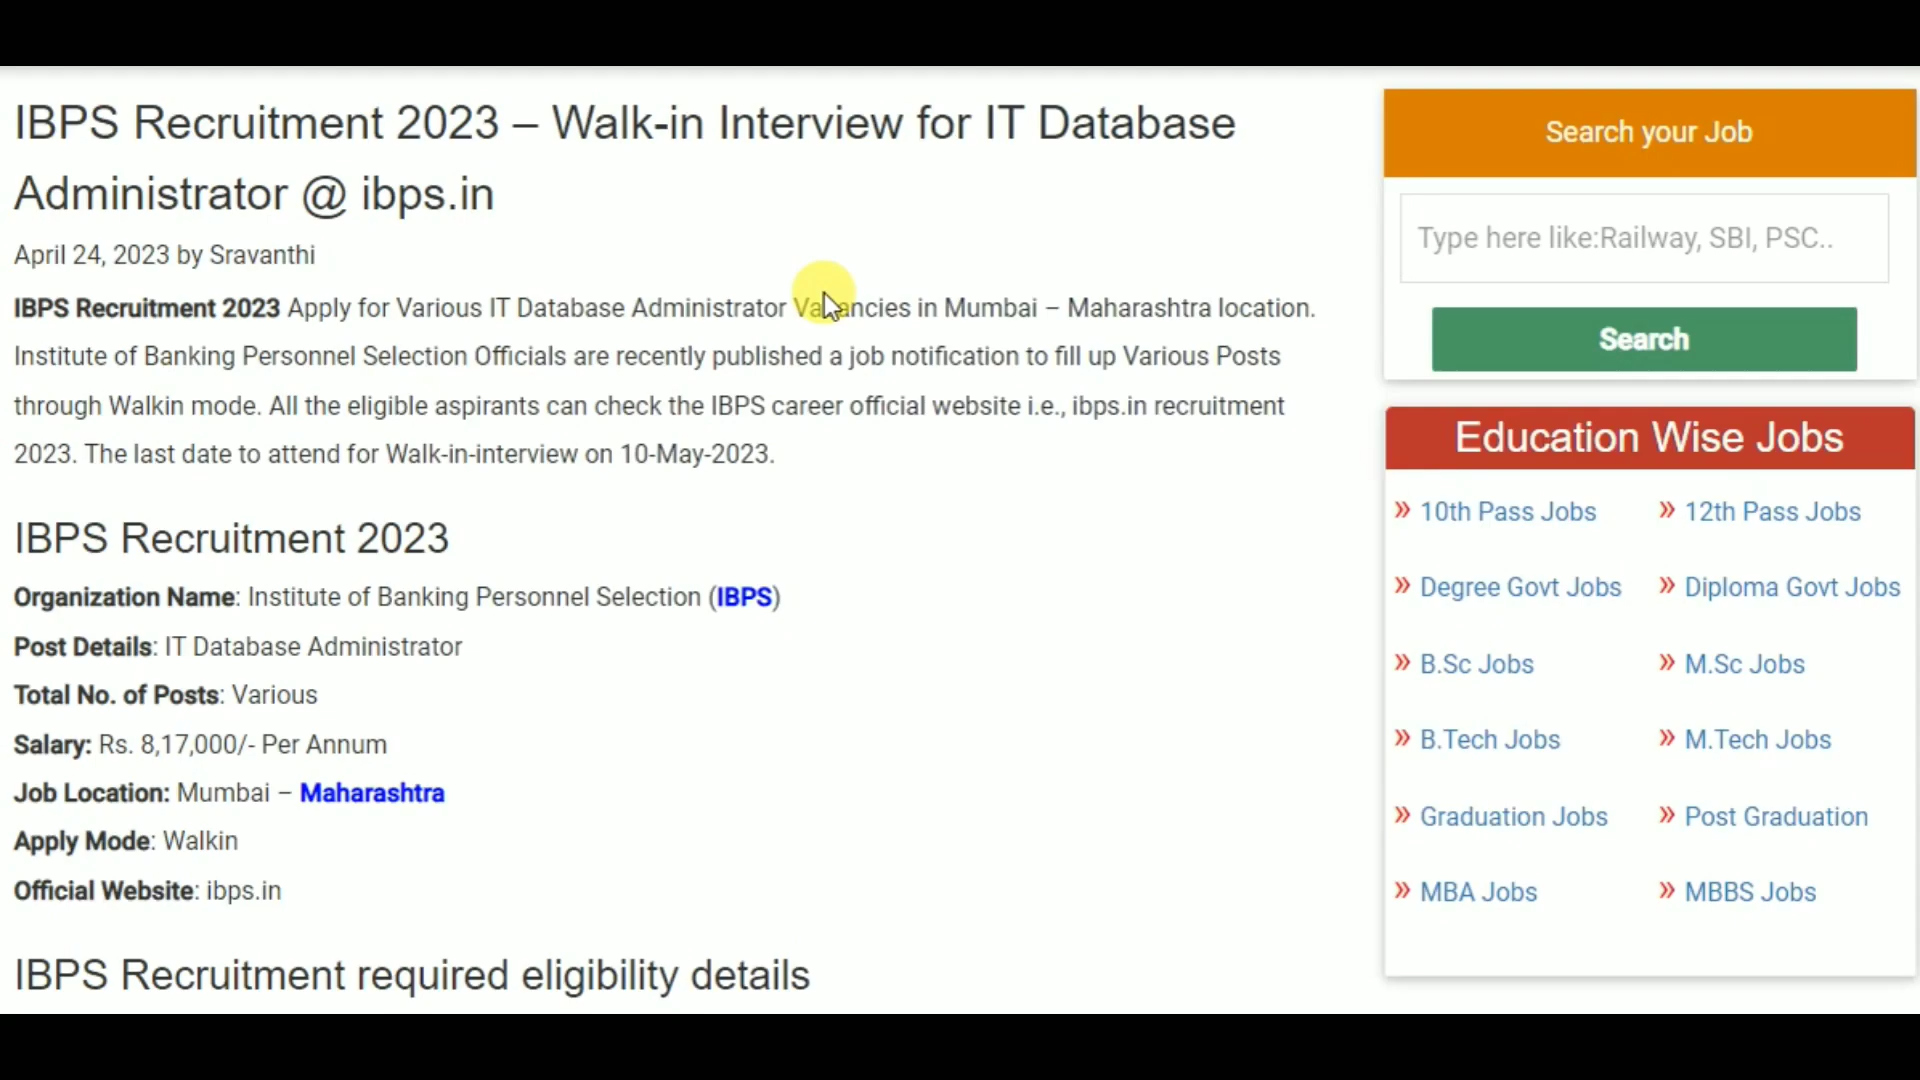 IBPS Recruitment 2023 – Walk-in Interview for IT Database
Administrator @ ibps.in
April 24, 2023 by Sravanthi
IBPS Recruitment 2023 Apply for Various IT Database Administrator Vacancies in Mumbai – Maharashtra location.
Institute of Banking Personnel Selection Officials are recently published a job notification to fill up Various Posts
through Walkin mode. All the eligible aspirants can check the IBPS career official website i.e., ibps.in recruitment
2023. The last date to attend for Walk-in-interview on 10-May-2023.
IBPS Recruitment 2023
Organization Name: Institute of Banking Personnel Selection (IBPS)
Post Details: IT Database Administrator
Total No. of Posts: Various
Salary: Rs. 8,17,000/- Per Annum
Job Location: Mumbai – Maharashtra
Apply Mode: Walkin
Official Website: ibps.in
IBPS Recruitment required eligibility details
Search your Job
Type here like:Railway, SBI, PSC..
Search
Education Wise Jobs
» 10th Pass Jobs » 12th Pass Jobs
» Degree Govt Jobs » Diploma Govt Jobs
» B.Sc Jobs » M.Sc Jobs
» B.Tech Jobs » M.Tech Jobs
» Graduation Jobs » Post Graduation
» MBA Jobs » MBBS Jobs